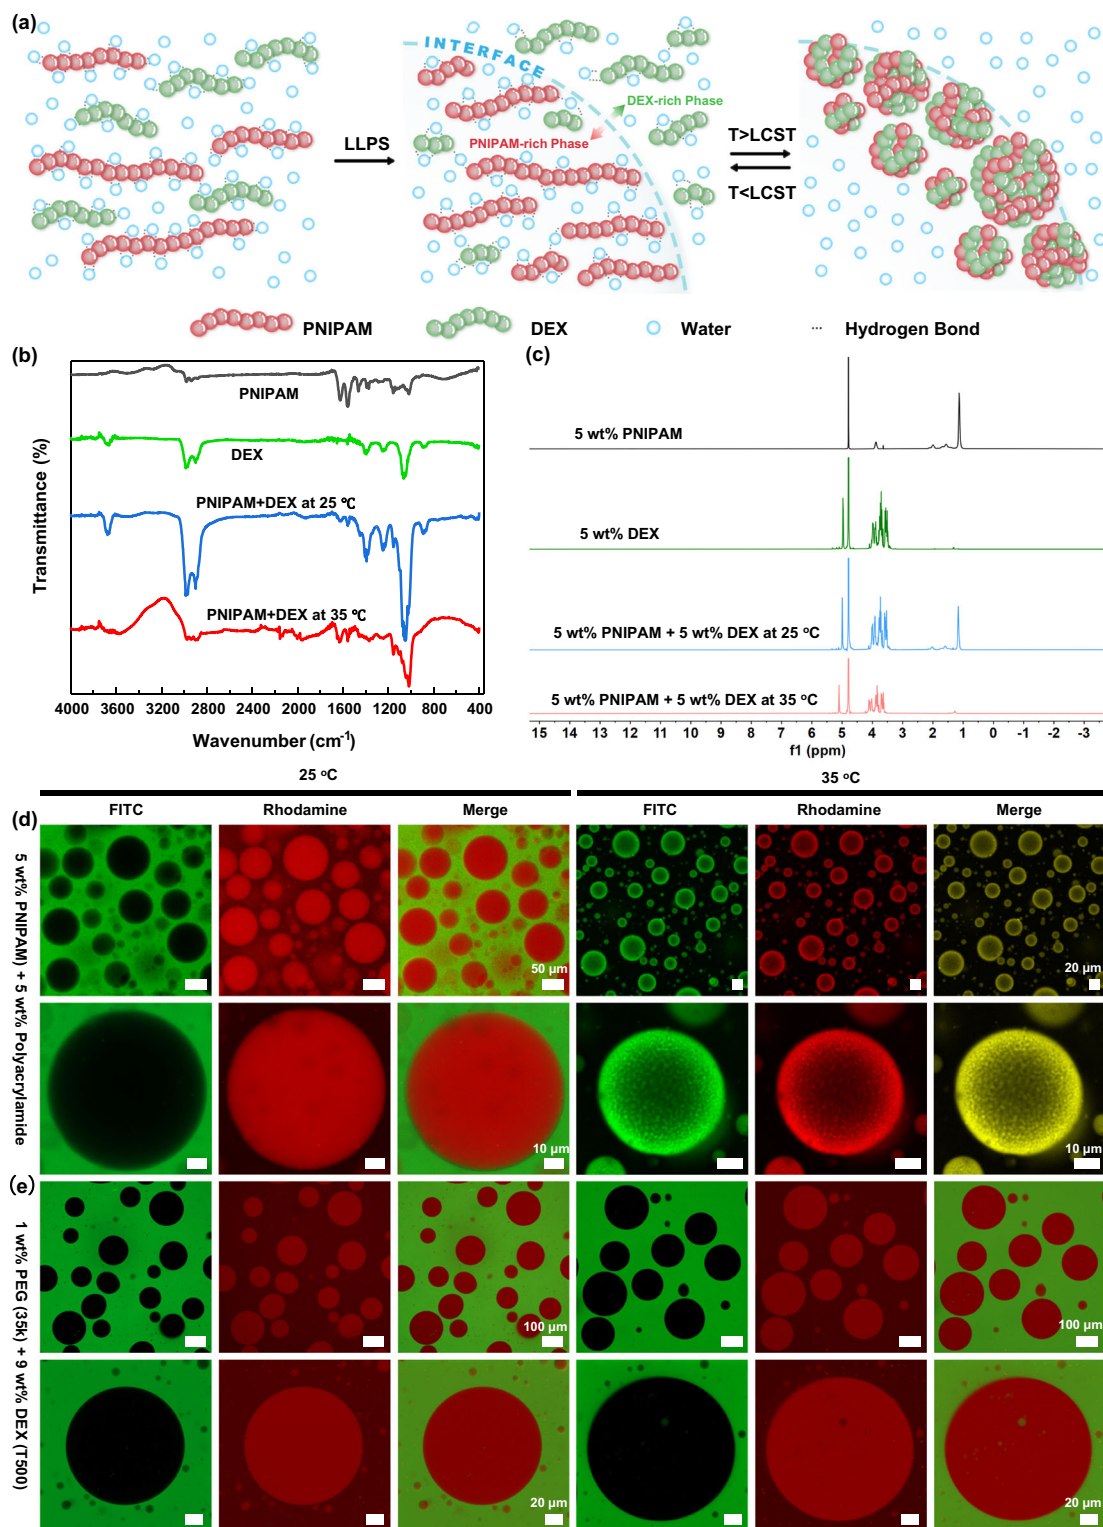 (a)
INTERFACE
DEX-rich Phase
PNIPAM-rich Phase
LLPS
T>LCST
T<LCST
PNIPAM
DEX
Water
Hydrogen Bond
(b)
PNIPAM
DEX
PNIPAM+DEX at 25 ℃
PNIPAM+DEX at 35 ℃
Transmittance (%)
4000 3600 2800 2200 1600 1000 400
Wavenumber (cm⁻¹)
(c)
5 wt% PNIPAM
5 wt% DEX
5 wt% PNIPAM + 5 wt% DEX at 25 °C
5 wt% PNIPAM + 5 wt% DEX at 35 °C
15 14 13 12 11 10 9 8 7 6 5 4 3 2 1 0 -1 -2 -3
f1 (ppm)
25 °C
35 °C
FITC Rhodamine Merge FITC Rhodamine Merge
(d)
5 wt% PNIPAM) + 5 wt% Polyacrylamide
50 μm
20 μm
10 μm
10 μm
(e)
1 wt% PEG (35k) + 9 wt% DEX (T500)
100 μm
100 μm
20 μm
20 μm